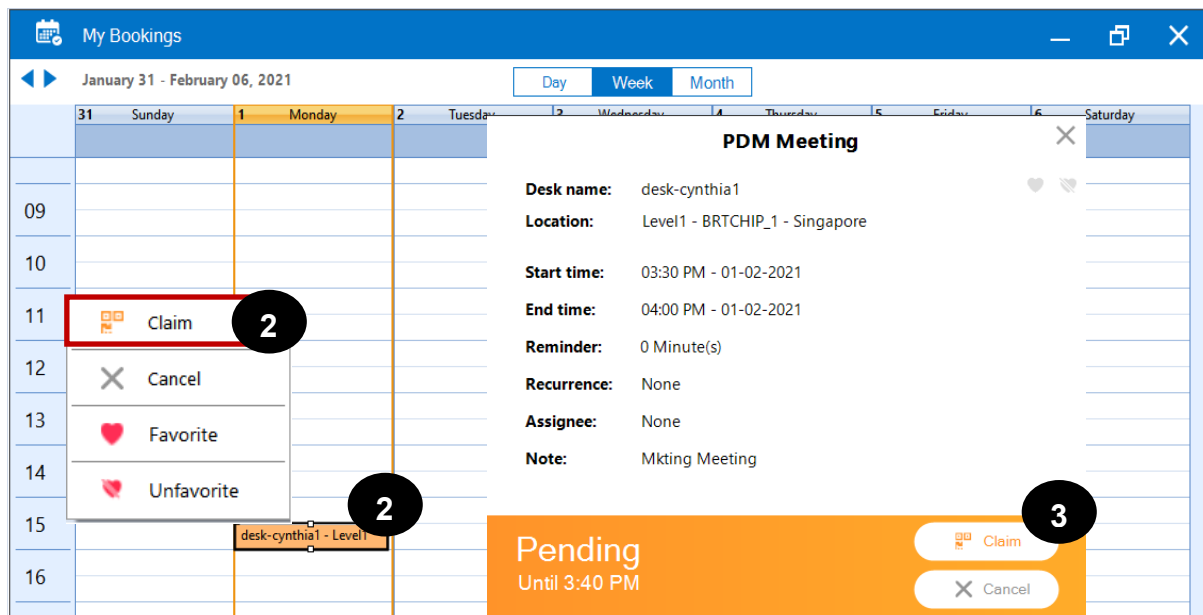 My Bookings
January 31 - February 06, 2021
Day Week Month
31 Sunday 1 Monday 2 Tuesday 3 Wednesday 4 Thursday 5 Friday 6 Saturday
09
10
11
12
13
14
15
16
Claim 2
Cancel
Favorite
Unfavorite
2
desk-cynthia1 - Level1
PDM Meeting
Desk name: desk-cynthia1
Location: Level1 - BRTCHIP_1 - Singapore
Start time: 03:30 PM - 01-02-2021
End time: 04:00 PM - 01-02-2021
Reminder: 0 Minute(s)
Recurrence: None
Assignee: None
Note: Mkting Meeting
3
Pending
Until 3:40 PM
Claim
Cancel